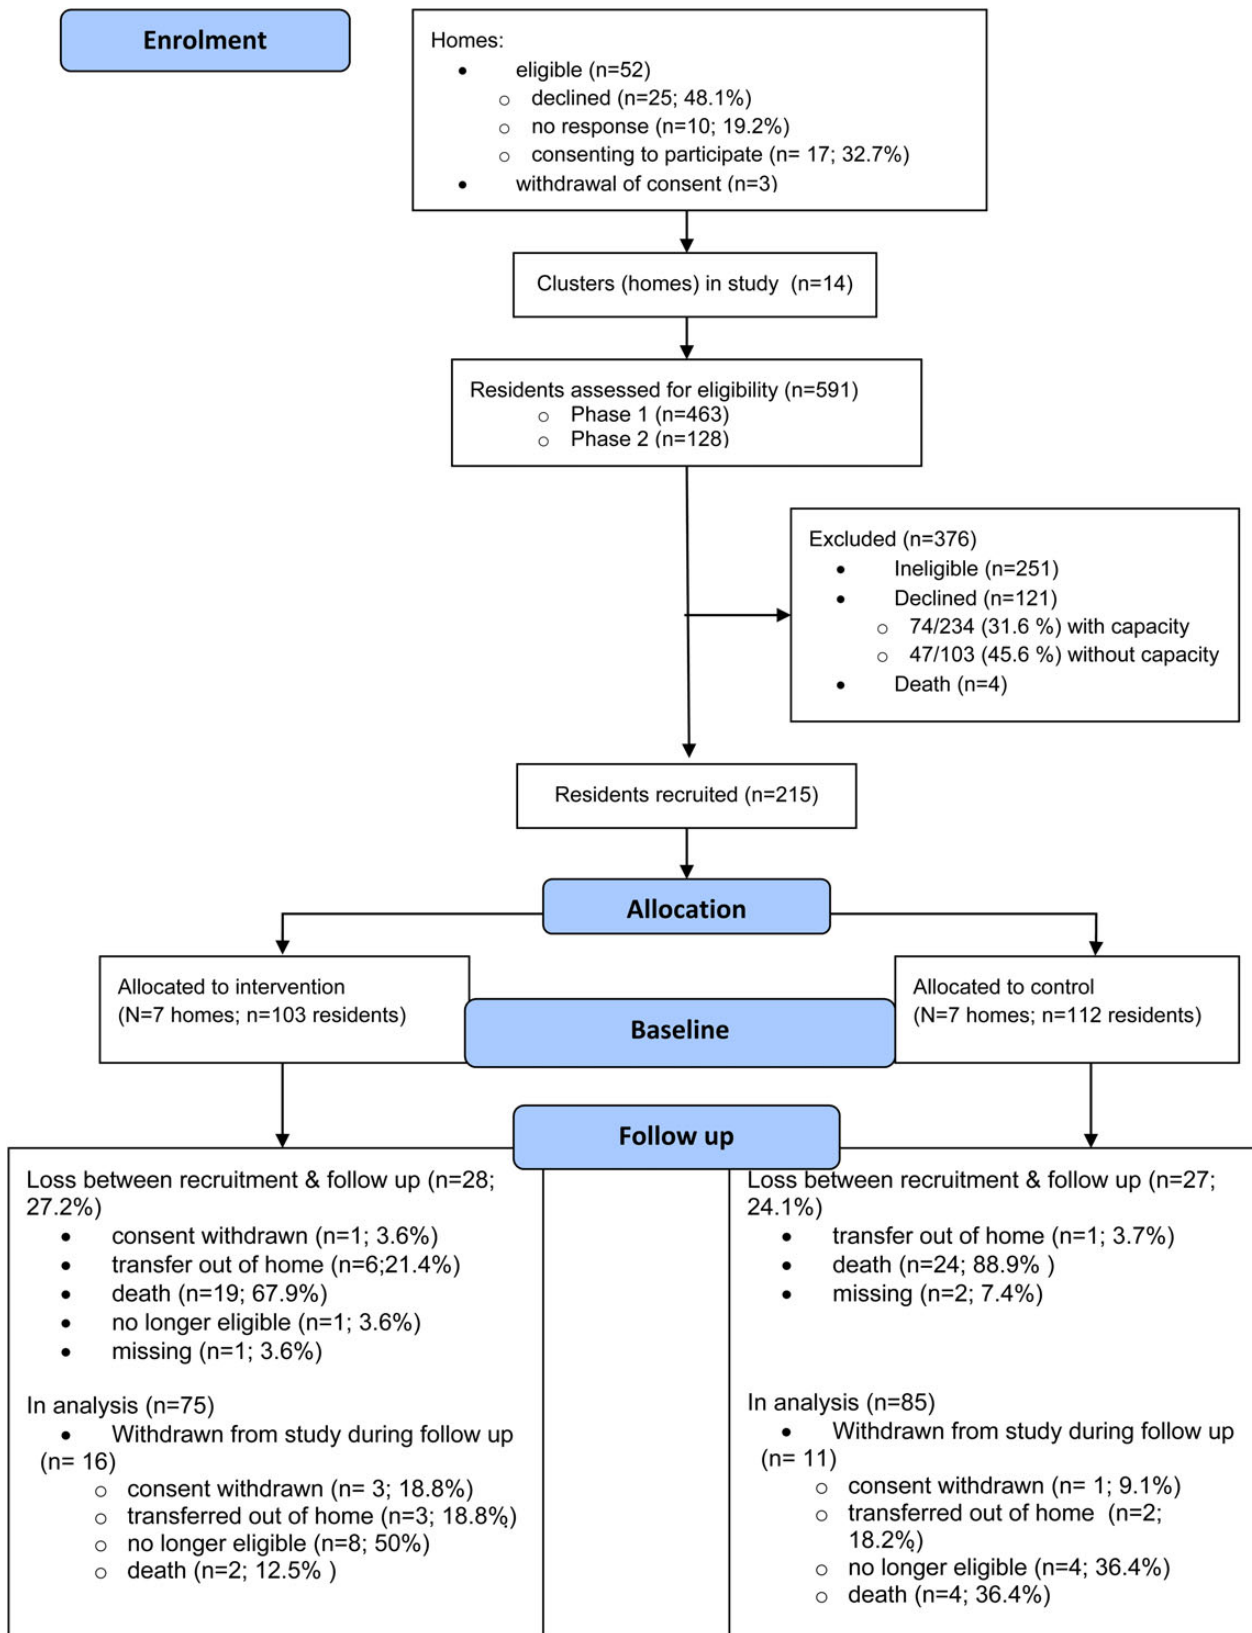 Enrolment
Homes:
• eligible (n=52)
o declined (n=25; 48.1%)
o no response (n=10; 19.2%)
o consenting to participate (n= 17; 32.7%)
• withdrawal of consent (n=3)
Clusters (homes) in study (n=14)
Residents assessed for eligibility (n=591)
o Phase 1 (n=463)
o Phase 2 (n=128)
Excluded (n=376)
• Ineligible (n=251)
• Declined (n=121)
o 74/234 (31.6 %) with capacity
o 47/103 (45.6 %) without capacity
• Death (n=4)
Residents recruited (n=215)
Allocation
Allocated to intervention
(N=7 homes; n=103 residents)
Baseline
Allocated to control
(N=7 homes; n=112 residents)
Follow up
Loss between recruitment & follow up (n=28;
27.2%)
• consent withdrawn (n=1; 3.6%)
• transfer out of home (n=6;21.4%)
• death (n=19; 67.9%)
• no longer eligible (n=1; 3.6%)
• missing (n=1; 3.6%)
In analysis (n=75)
• Withdrawn from study during follow up
(n= 16)
o consent withdrawn (n= 3; 18.8%)
o transferred out of home (n=3; 18.8%)
o no longer eligible (n=8; 50%)
o death (n=2; 12.5% )
Loss between recruitment & follow up (n=27;
24.1%)
• transfer out of home (n=1; 3.7%)
• death (n=24; 88.9% )
• missing (n=2; 7.4%)
In analysis (n=85)
• Withdrawn from study during follow up
(n= 11)
o consent withdrawn (n= 1; 9.1%)
o transferred out of home (n=2;
18.2%)
o no longer eligible (n=4; 36.4%)
o death (n=4; 36.4%)